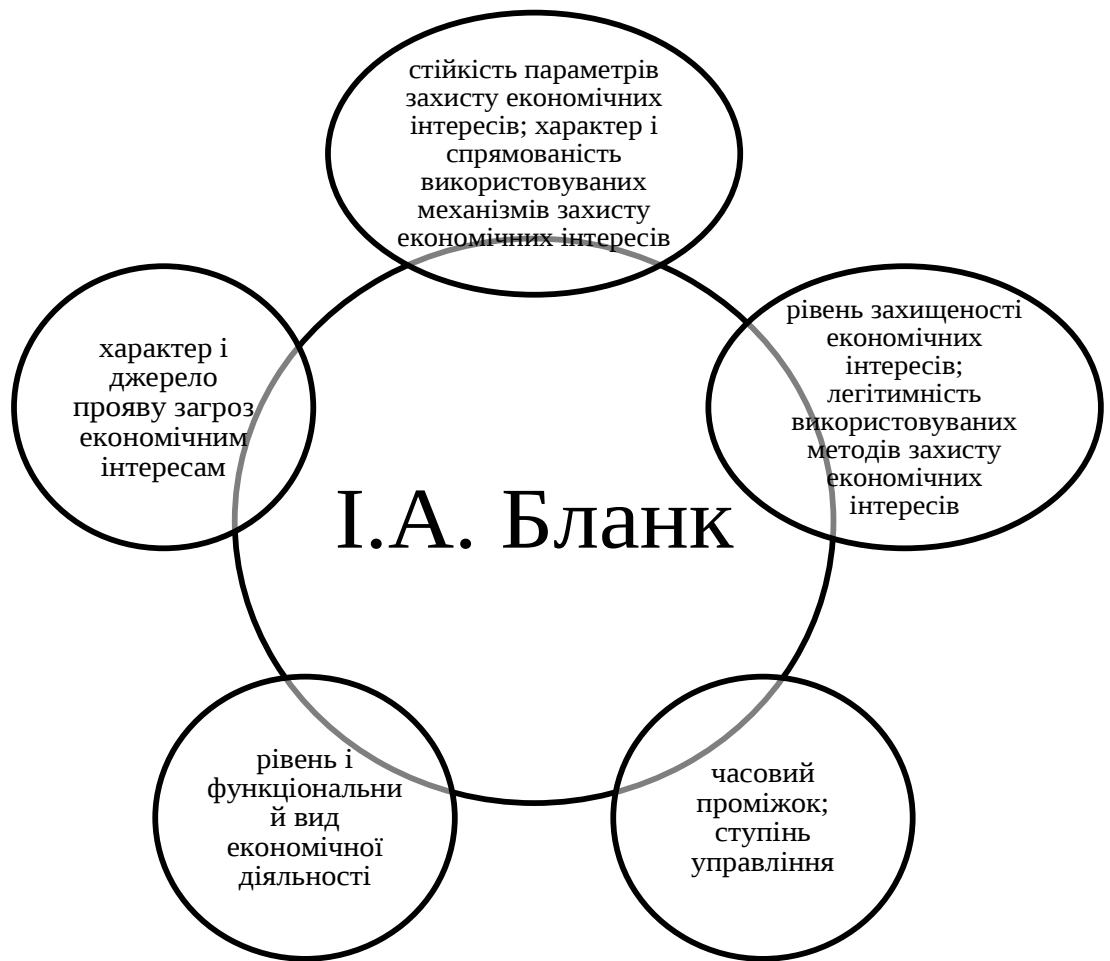 стійкість параметрів
захисту економічних
інтересів; характер і
спрямованість
використовуваних
механізмів захисту
економічних інтересів
рівень захищеності
економічних
інтересів;
легітимність
використовуваних
методів захисту
економічних
інтересів
характер і
джерело
прояву загроз
економічним
інтересам
І.А. Бланк
рівень і
функціональни
й вид
економічної
діяльності
часовий
проміжок;
ступінь
управління